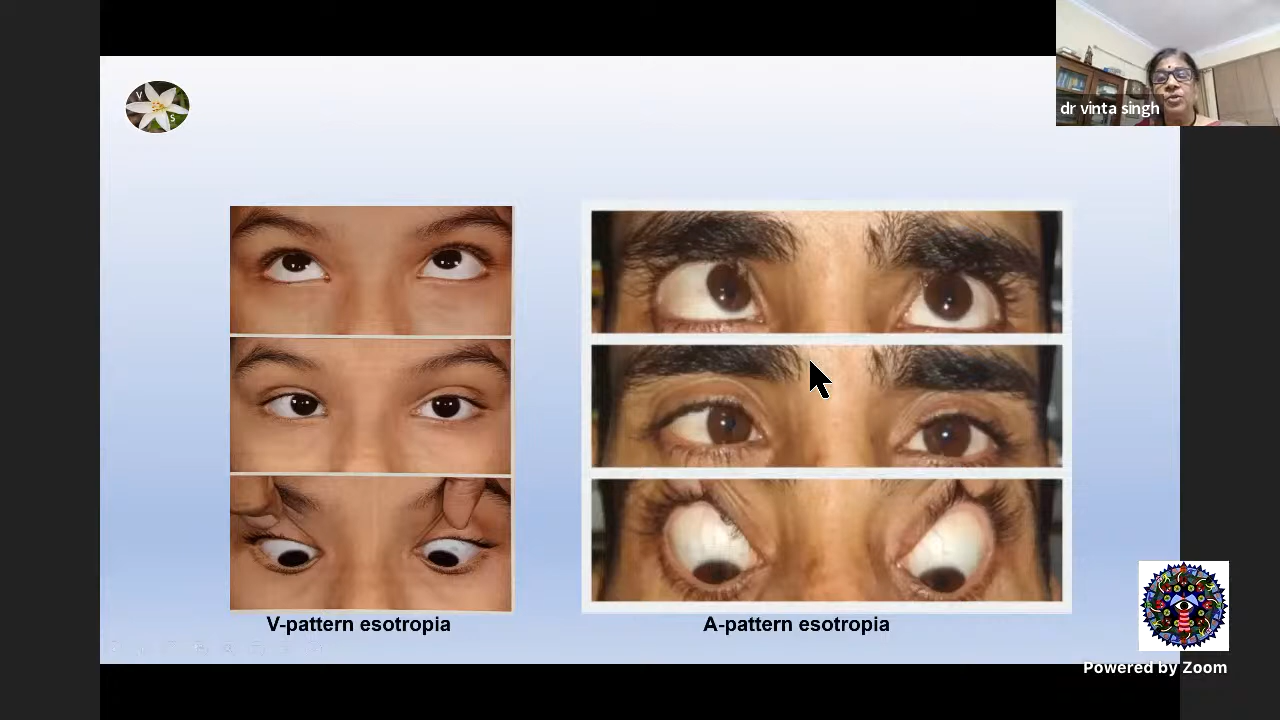 V
S
dr vinta singh
V-pattern esotropia
A-pattern esotropia
Powered by Zoom